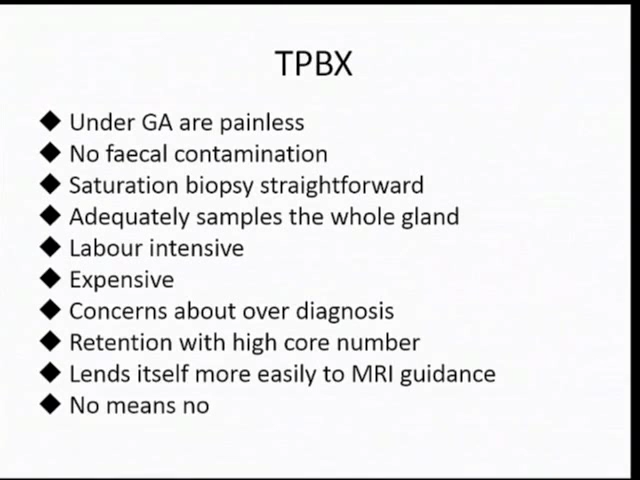 TPBX
◆ Under GA are painless
◆ No faecal contamination
◆ Saturation biopsy straightforward
◆ Adequately samples the whole gland
◆ Labour intensive
◆ Expensive
◆ Concerns about over diagnosis
◆ Retention with high core number
◆ Lends itself more easily to MRI guidance
◆ No means no